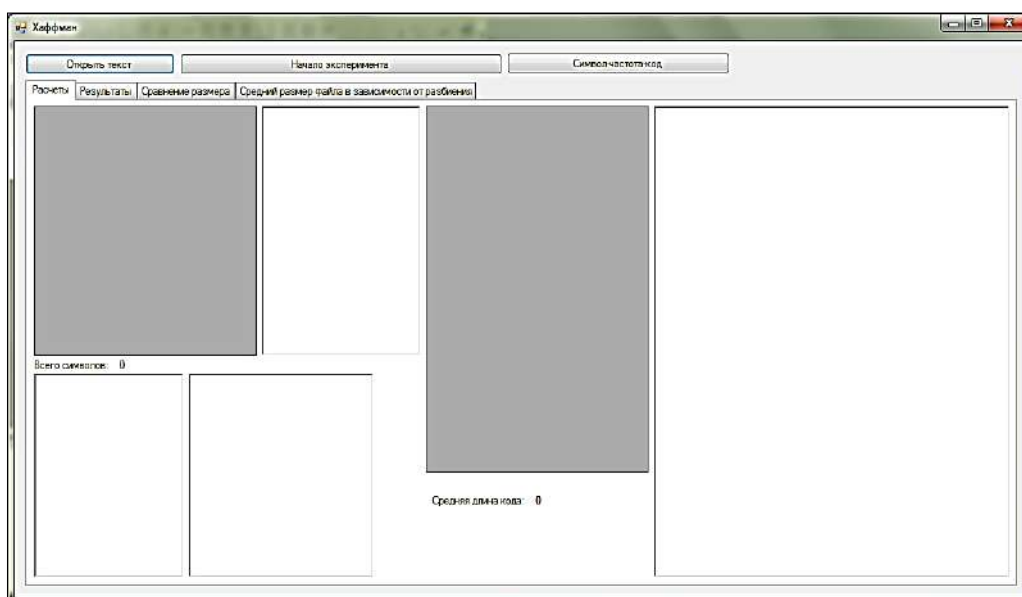 Хаффман
Открыть текст
Начало эксперимента
Символ-частота-код
Расчеты
Результаты
Сравнение размера
Средний размер файла в зависимости от разбиения
Всего символов: 0
Средняя длина кода: 0